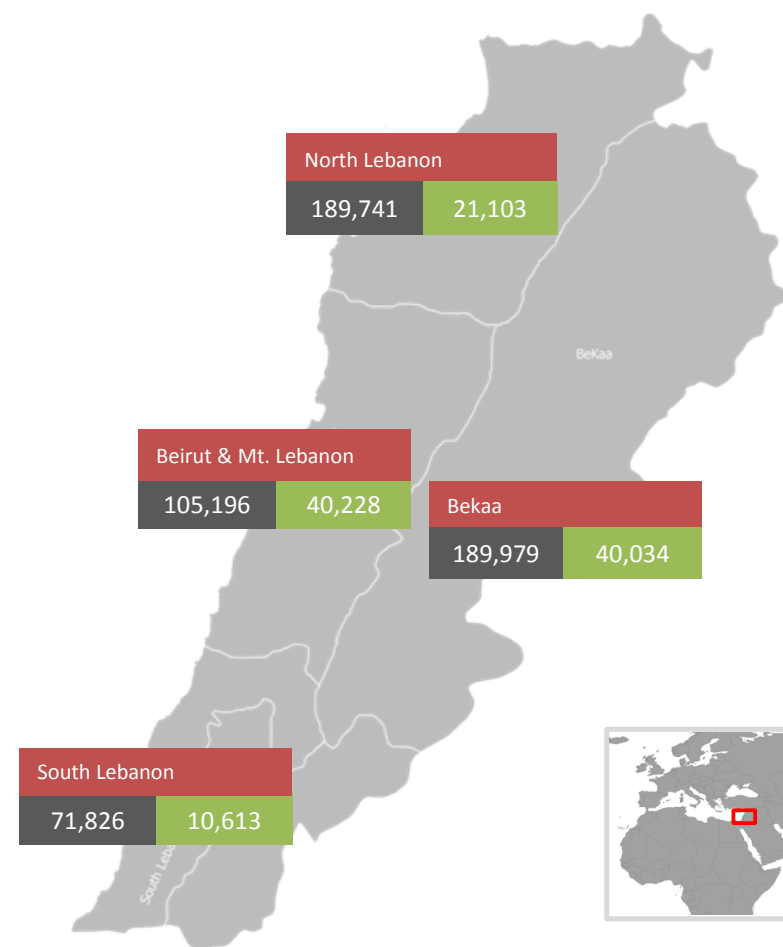 North Lebanon
189,741 21,103
BeKaa
Beirut & Mt. Lebanon
105,196 40,228
Bekaa
189,979 40,034
South Lebanon
71,826 10,613
South